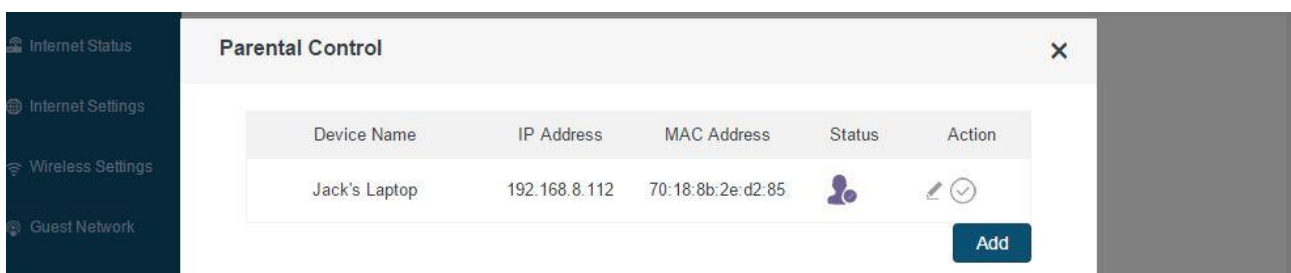 Internet Status
Parental Control
Internet Settings
Device Name IP Address MAC Address Status Action
Wireless Settings
Jack's Laptop 192.168.8.112 70:18:8b:2e:d2:85
Guest Network
Add